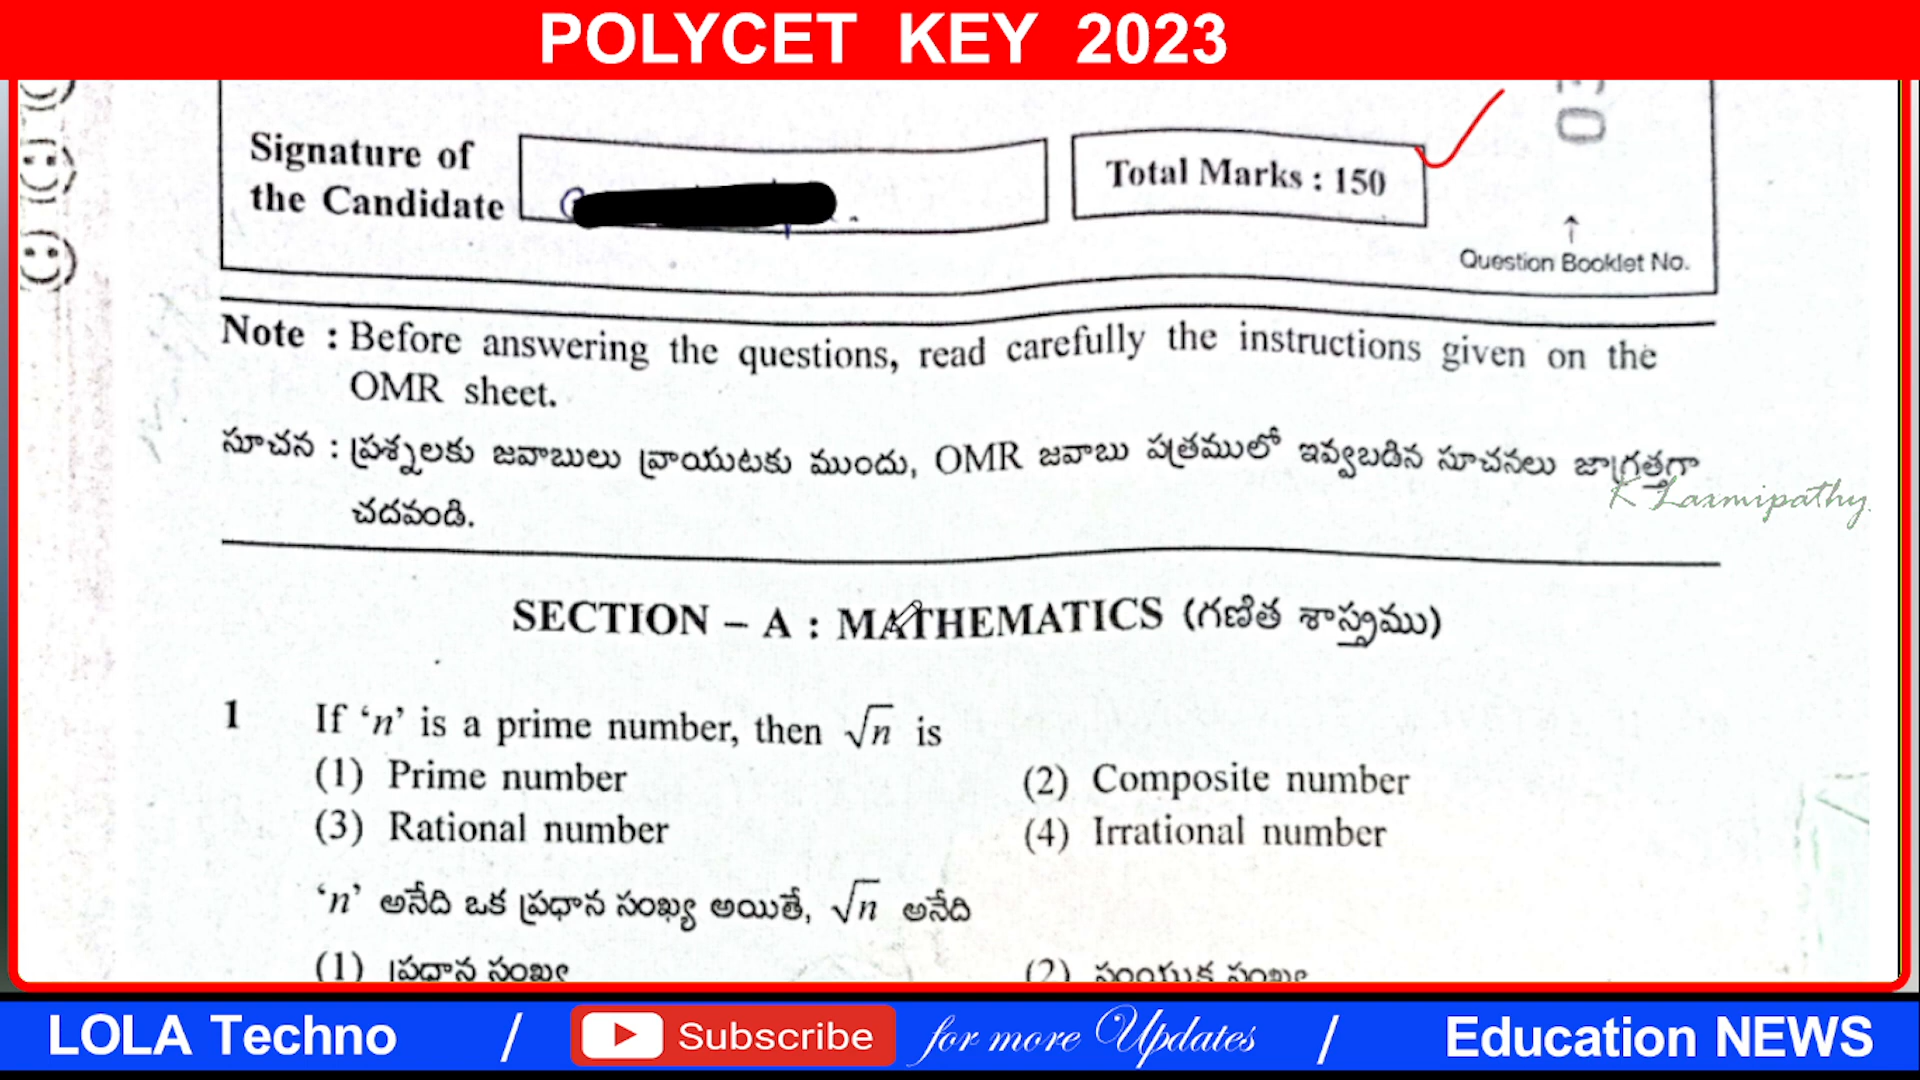 POLYCET KEY 2023
Signature of
the Candidate
Total Marks : 150
Question Booklet No.
Note : Before answering the questions, read carefully the instructions given on the
OMR sheet.
సూచన : ప్రశ్నలకు జవాబులు వ్రాయుటకు ముందు, OMR జవాబు పత్రములో ఇవ్వబడిన సూచనలు జాగ్రత్తగా
చదవండి.
K Laxmipathy
SECTION – A : MATHEMATICS (గణిత శాస్త్రము)
1 If ‘n’ is a prime number, then √n is
(1) Prime number (2) Composite number
(3) Rational number (4) Irrational number
‘n’ అనేది ఒక ప్రధాన సంఖ్య అయితే, √n అనేది
(1) ప్రధాన సంఖ్య (2) సంయుక్త సంఖ్య
LOLA Techno / Subscribe for more Updates / Education NEWS